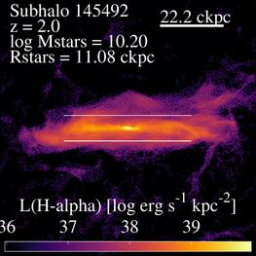 Subhalo 145492
22.2 ckpc
z = 2.0
log Mstars = 10.20
Rstars = 11.08 ckpc
L(H-alpha) [log erg s⁻¹ kpc⁻²]
36 37 38 39